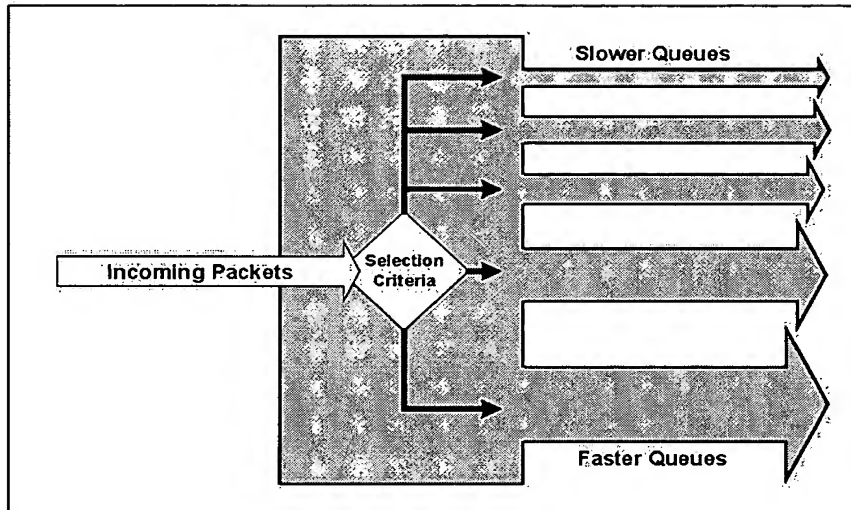 Slower Queues
Incoming Packets
Selection
Criteria
Faster Queues